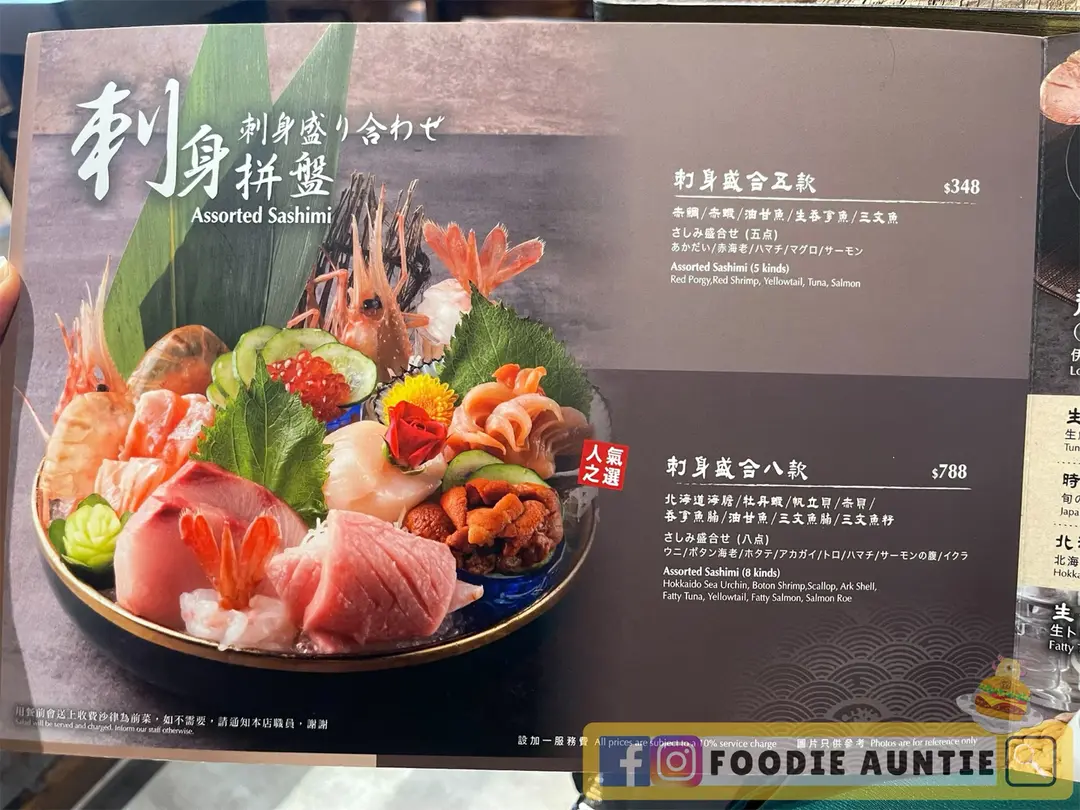 刺身拼盤
刺身盛り合わせ
Assorted Sashimi
刺身盛合五款
$348
赤鯛/赤蝦/油甘魚/生吞拿魚/三文魚
さしみ盛合せ (五点)
あかだい/赤海老/ハマチ/マグロ/サーモン
Assorted Sashimi (5 kinds)
Red Porgy,Red Shrimp, Yellowtail, Tuna, Salmon
人氣
之選
刺身盛合八款
$788
北海道海膽/牡丹蝦/帆立貝/赤貝/
吞拿魚腩/油甘魚/三文魚腩/三文魚籽
さしみ盛合せ (八点)
ウニ/ボタン海老/ホタテ/アカガイ/トロ/ハマチ/サーモンの腹/イクラ
Assorted Sashimi (8 kinds)
Hokkaido Sea Urchin, Boton Shrimp,Scallop, Ark Shell,
Fatty Tuna, Yellowtail, Fatty Salmon, Salmon Roe
用餐前會送上收費沙律為前菜，如不需要，請通知本店職員，謝謝
Salad will be served and charged. Inform our staff otherwise.
設加一服務費 All prices are subject to a 10% service charge
圖片只供參考 Photos are for reference only
FOODIE AUNTIE